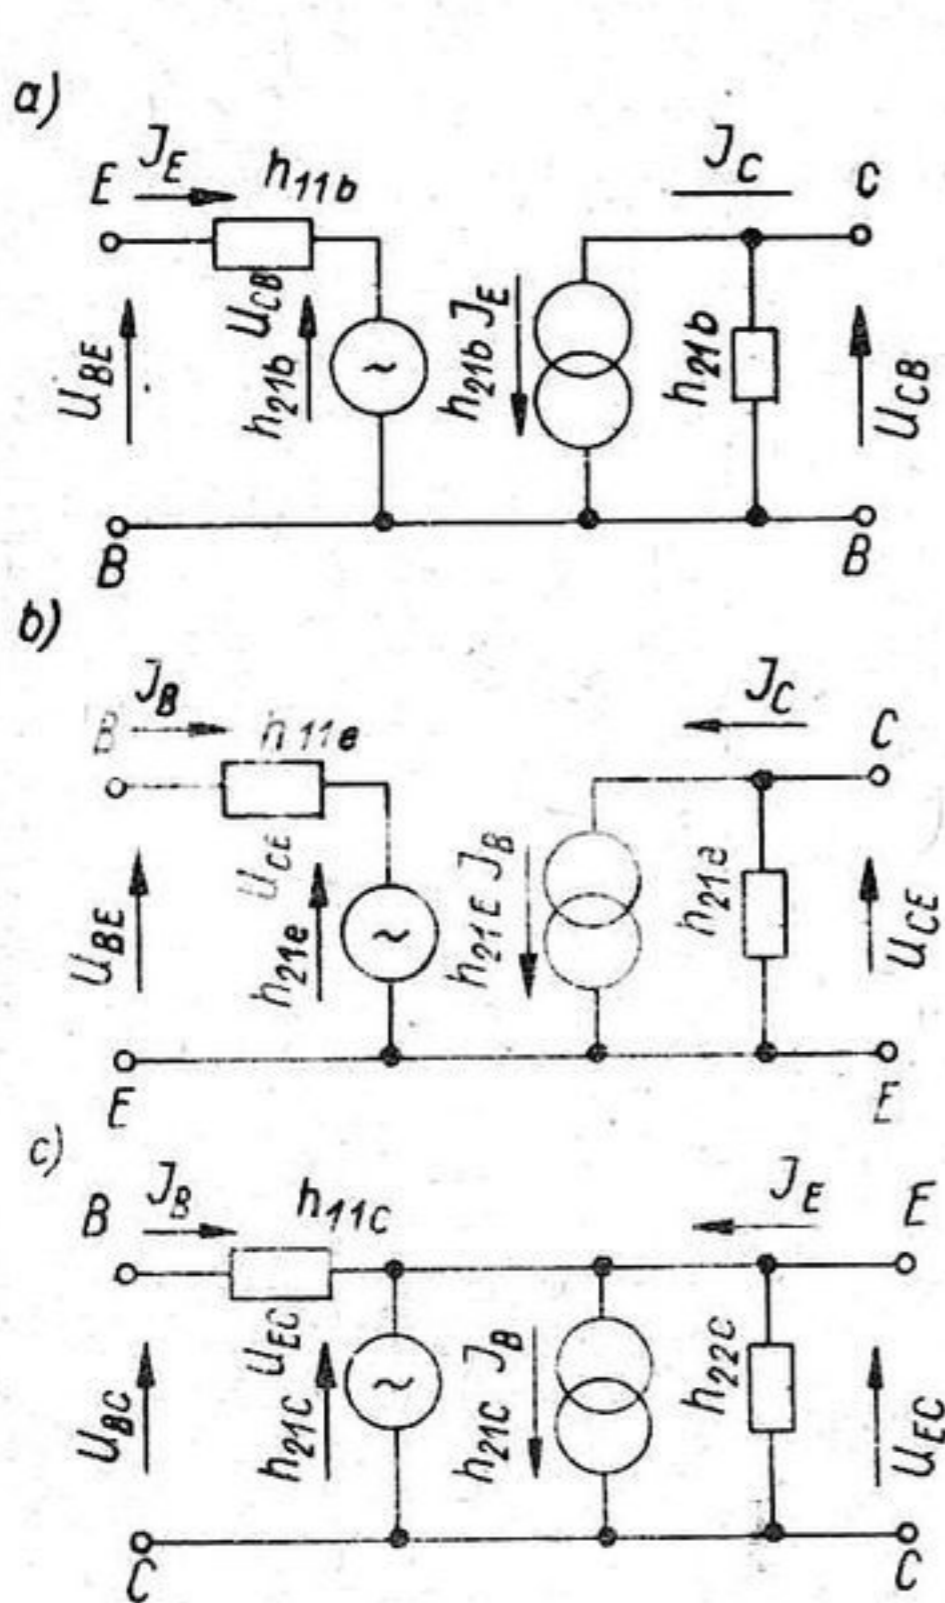 a)
E
J_E
h_11b
J_C
C
U_BE
h_21b U_CB
h_21b J_E
h_21b
U_CB
B
B
b)
B
J_B
h_11e
J_C
C
U_BE
h_21e U_CE
h_21E J_B
h_21e
U_CE
E
E
c)
B
J_B
h_11C
J_E
E
U_BC
h_21C U_EC
h_21C J_B
h_22C
U_EC
C
C